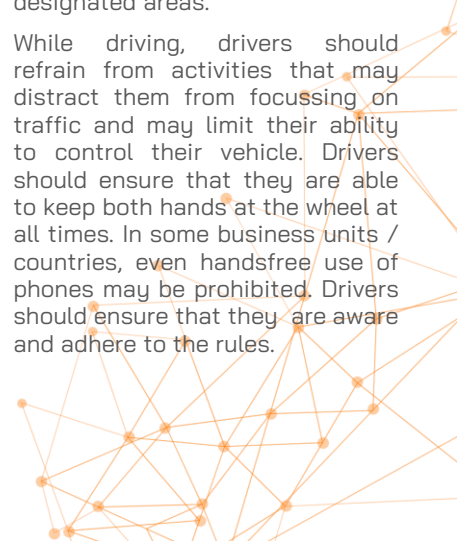 designated areas.
While driving, drivers should
refrain from activities that may
distract them from focussing on
traffic and may limit their ability
to control their vehicle. Drivers
should ensure that they are able
to keep both hands at the wheel at
all times. In some business units /
countries, even handsfree use of
phones may be prohibited. Drivers
should ensure that they are aware
and adhere to the rules.